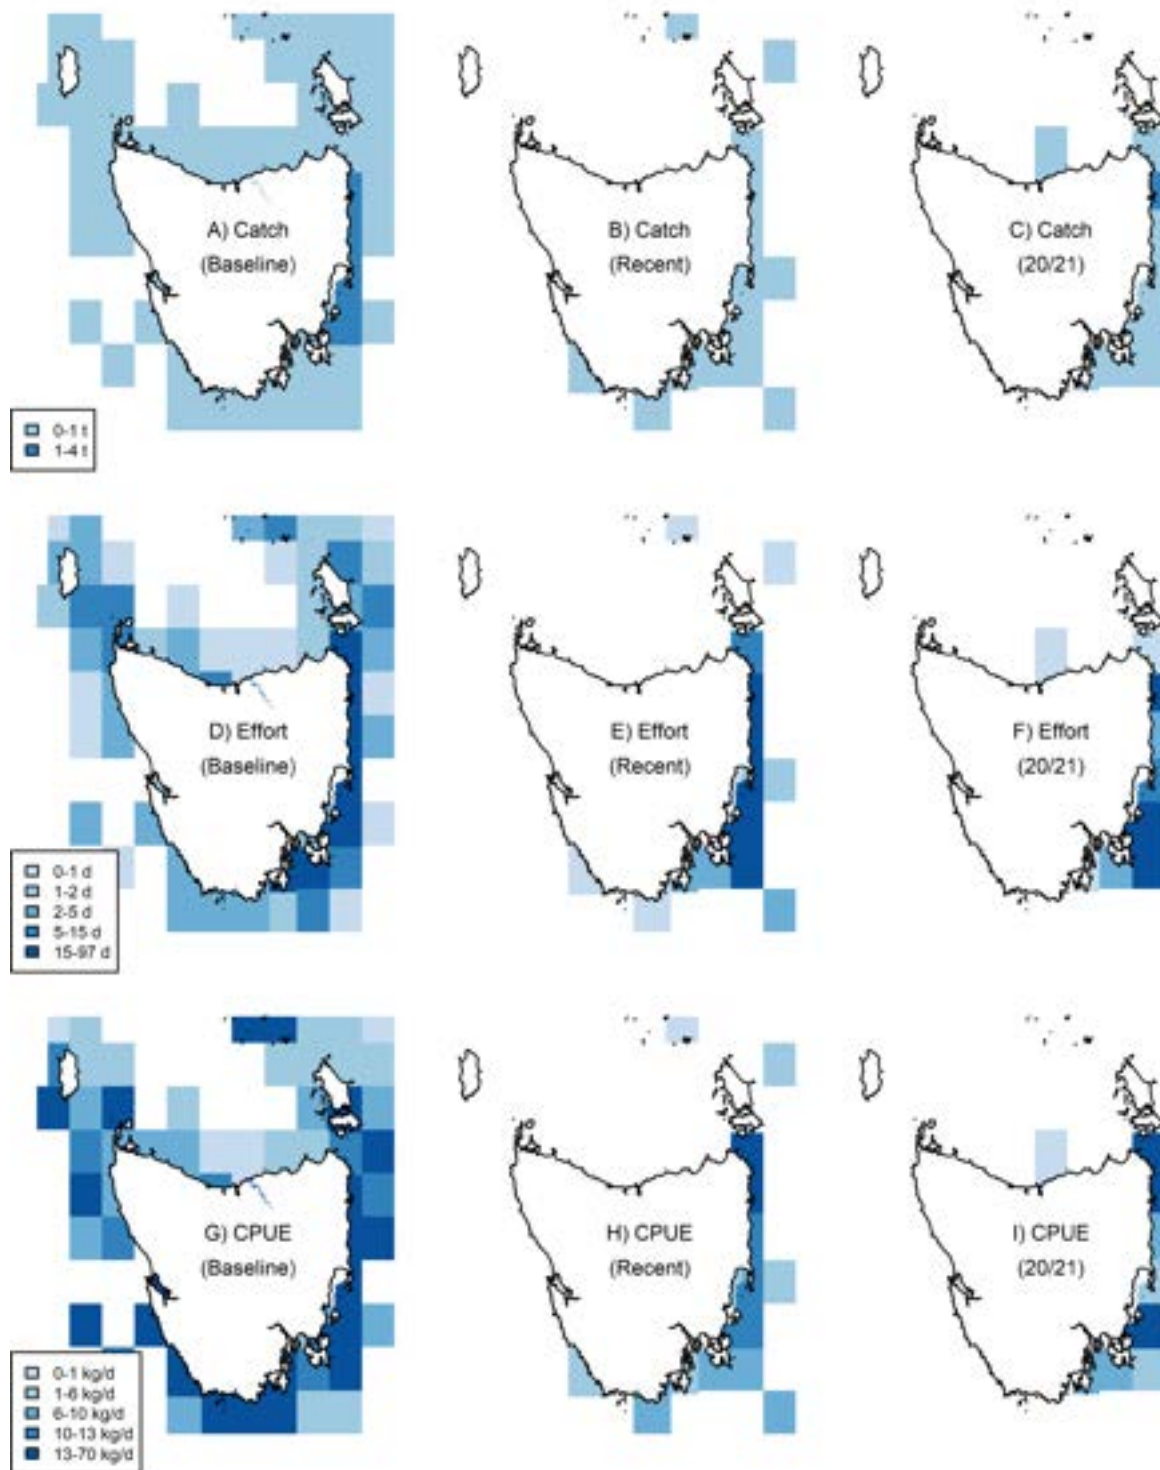 A) Catch
(Baseline)
B) Catch
(Recent)
C) Catch
(20/21)
0-1 t
1-4 t
D) Effort
(Baseline)
E) Effort
(Recent)
F) Effort
(20/21)
0-1 d
1-2 d
2-5 d
5-15 d
15-97 d
G) CPUE
(Baseline)
H) CPUE
(Recent)
I) CPUE
(20/21)
0-1 kg/d
1-6 kg/d
6-10 kg/d
10-13 kg/d
13-70 kg/d